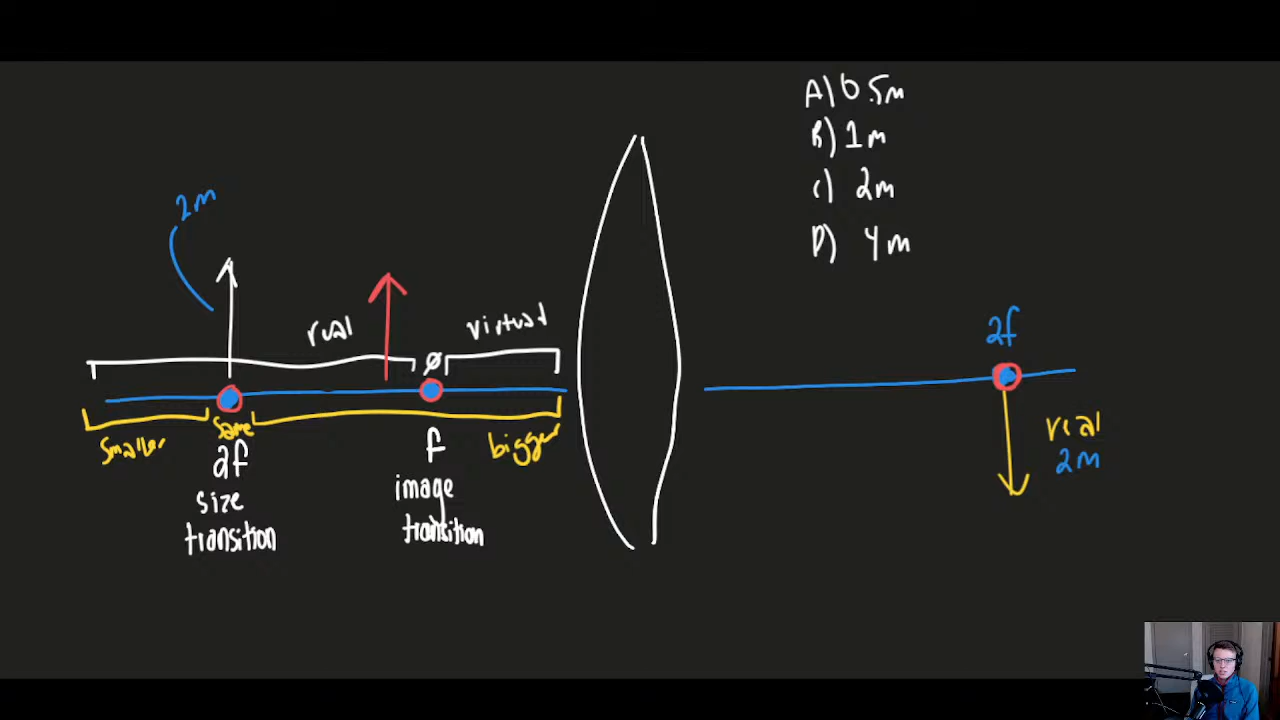 A) 0.5m
B) 1m
C) 2m
D) 4m
2m
real
ø
virtual
2f
smaller
same
bigger
2f
size
transition
f
image
transition
real
2m